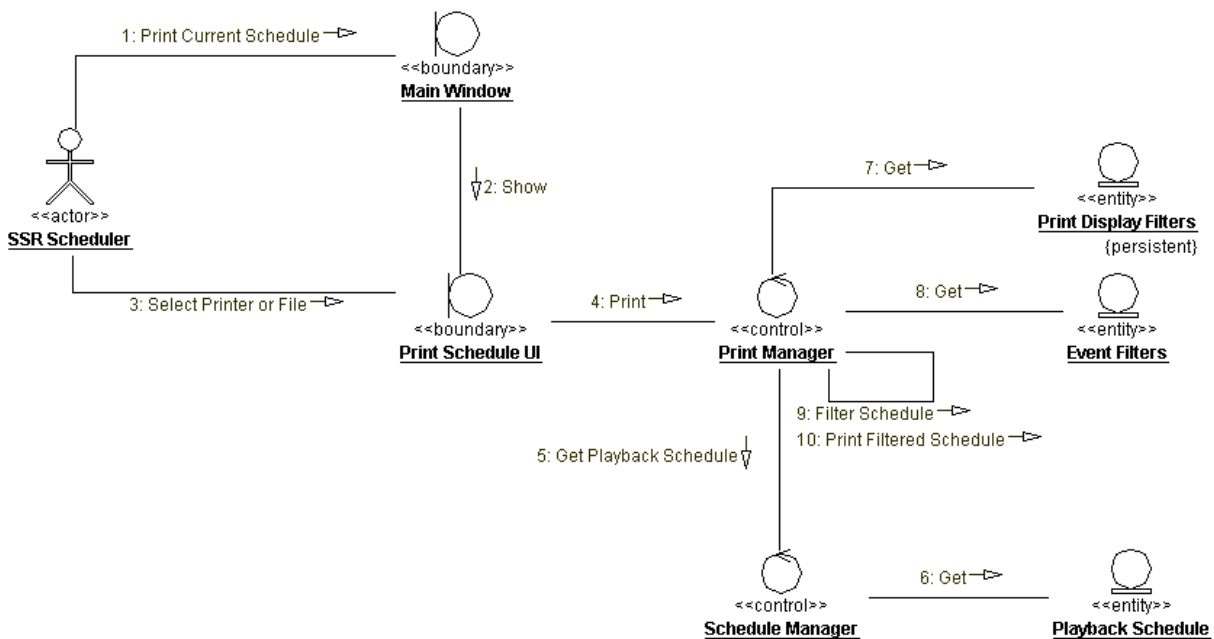 1: Print Current Schedule
<<boundary>>
Main Window
2: Show
7: Get
<<actor>>
SSR Scheduler
<<entity>>
Print Display Filters
{persistent}
3: Select Printer or File
4: Print
8: Get
<<boundary>>
Print Schedule UI
<<control>>
Print Manager
<<entity>>
Event Filters
9: Filter Schedule
10: Print Filtered Schedule
5: Get Playback Schedule
6: Get
<<control>>
Schedule Manager
<<entity>>
Playback Schedule